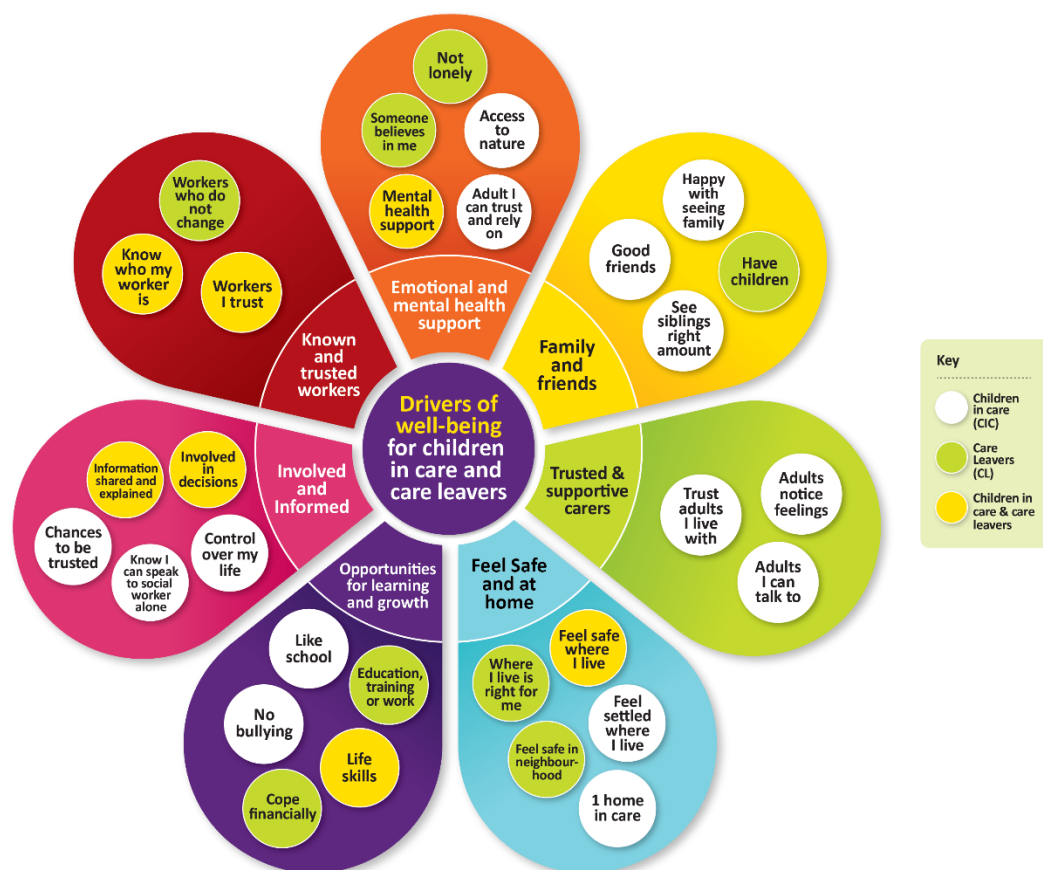 Not
lonely
Someone
believes
in me
Access
to
nature
Mental
health
support
Adult I
can trust
and rely
on
Emotional and
mental health
support
Happy
with
seeing
family
Good
friends
Have
children
See
siblings
right
amount
Family
and
friends
Trusted &
supportive
carers
Trust
adults
I live
with
Adults
notice
feelings
Adults
I can
talk to
Feel Safe
and at
home
Feel safe
where
I live
Where
I live is
right for
me
Feel
settled
where
I live
Feel safe in
neighbour-
hood
1 home
in care
Opportunities
for learning
and growth
Like
school
Education,
training
or work
No
bullying
Life
skills
Cope
financially
Involved
and
Informed
Information
shared and
explained
Involved
in
decisions
Chances
to be
trusted
Know I
can speak
to social
worker
alone
Control
over my
life
Known
and
trusted
workers
Workers
who do
not
change
Know
who my
worker
is
Workers
I trust
Drivers of
well-being
for children
in care and
care leavers
Key
Children
in care
(CIC)
Care
Leavers
(CL)
Children in
care & care
leavers